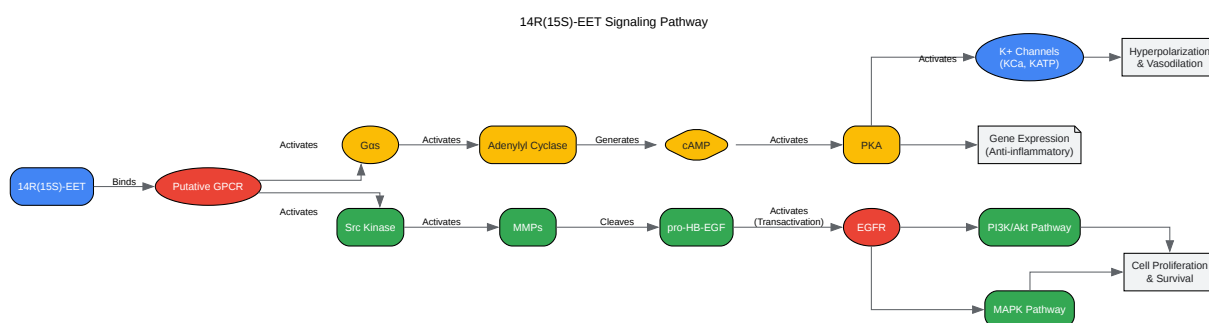 14R(15S)-EET Signaling Pathway
K+ Channels
(KCa, KATP)
Activates
Hyperpolarization
& Vasodilation
Activates
Gαs
Activates
Adenylyl Cyclase
Generates
cAMP
Activates
PKA
Gene Expression
(Anti-inflammatory)
14R(15S)-EET
Binds
Putative GPCR
Activates
Src Kinase
Activates
MMPs
Cleaves
pro-HB-EGF
Activates
(Transactivation)
EGFR
PI3K/Akt Pathway
Cell Proliferation
& Survival
MAPK Pathway